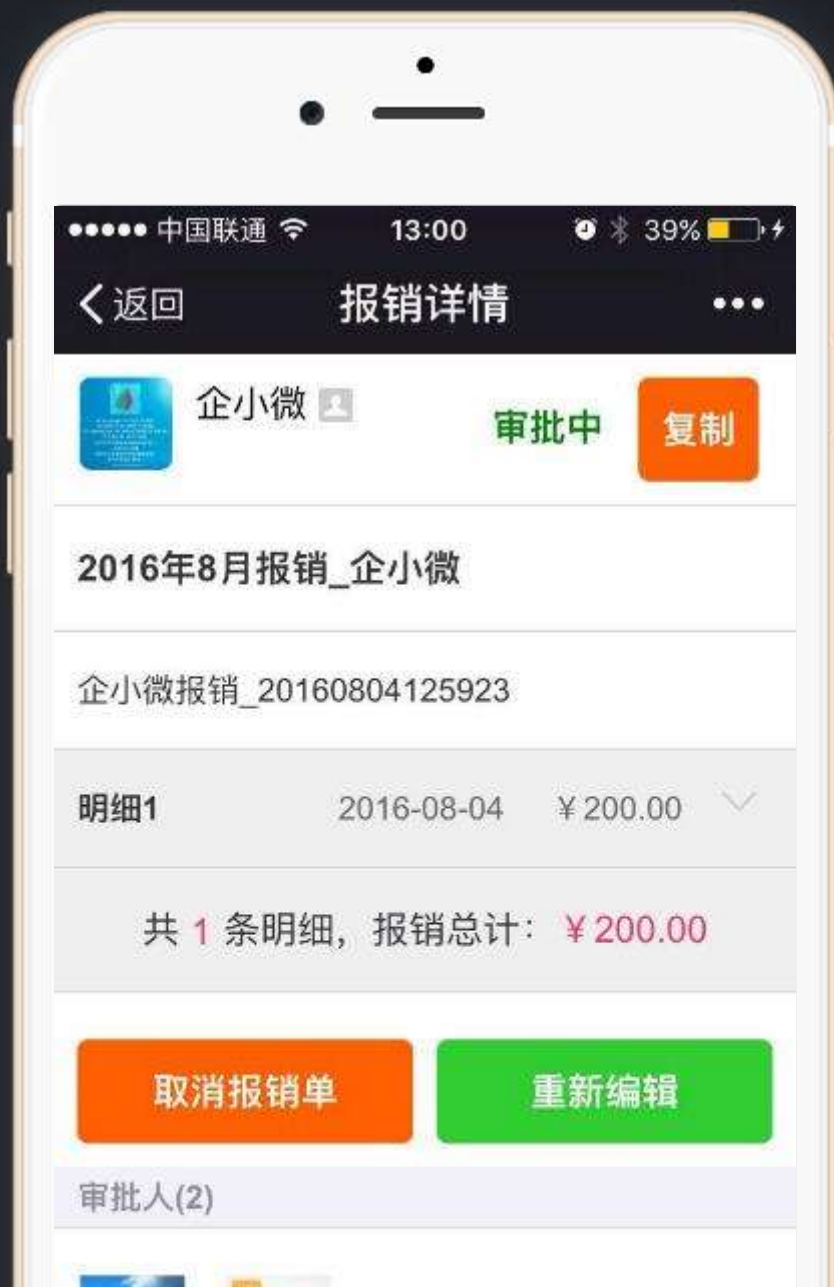 中国联通 13:00 39%
返回 报销详情
企小微 审批中 复制
2016年8月报销_企小微
企小微报销_20160804125923
明细1 2016-08-04 ¥200.00
共 1 条明细，报销总计：¥200.00
取消报销单 重新编辑
审批人(2)